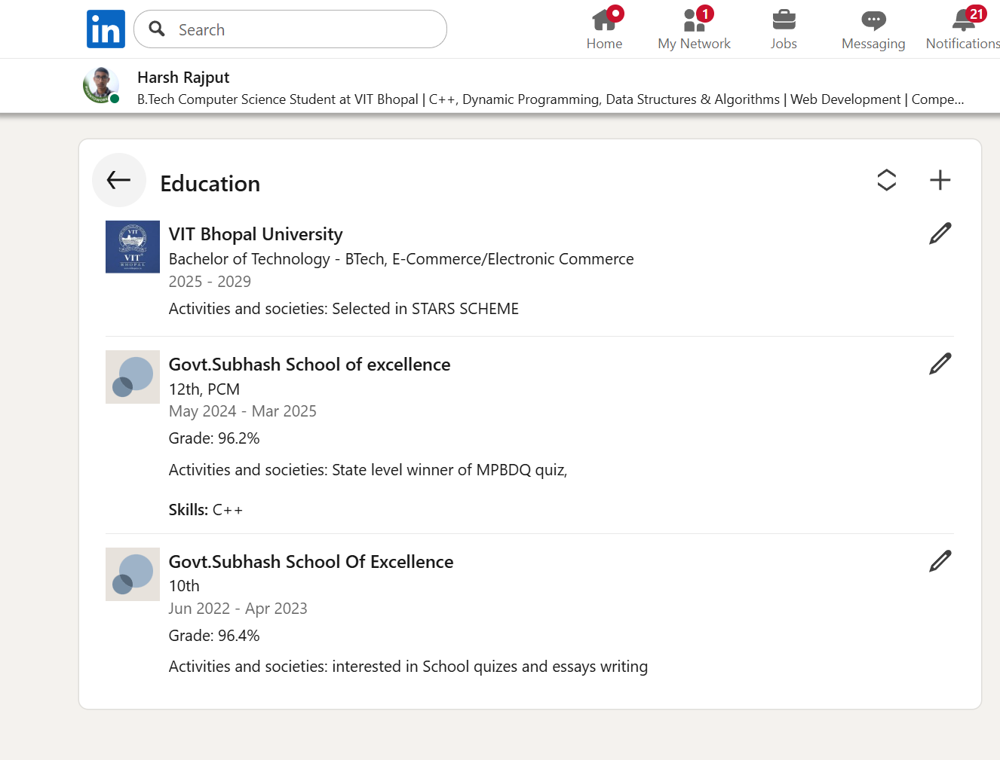 in
Search
1
21
Home
My Network
Jobs
Messaging
Notifications
Harsh Rajput
B.Tech Computer Science Student at VIT Bhopal | C++, Dynamic Programming, Data Structures & Algorithms | Web Development | Compe...
Education
VIT
VIT
BHOPAL
VIT Bhopal University
Bachelor of Technology - BTech, E-Commerce/Electronic Commerce
2025 - 2029
Activities and societies: Selected in STARS SCHEME
Govt.Subhash School of excellence
12th, PCM
May 2024 - Mar 2025
Grade: 96.2%
Activities and societies: State level winner of MPBDQ quiz,
Skills: C++
Govt.Subhash School Of Excellence
10th
Jun 2022 - Apr 2023
Grade: 96.4%
Activities and societies: interested in School quizes and essays writing